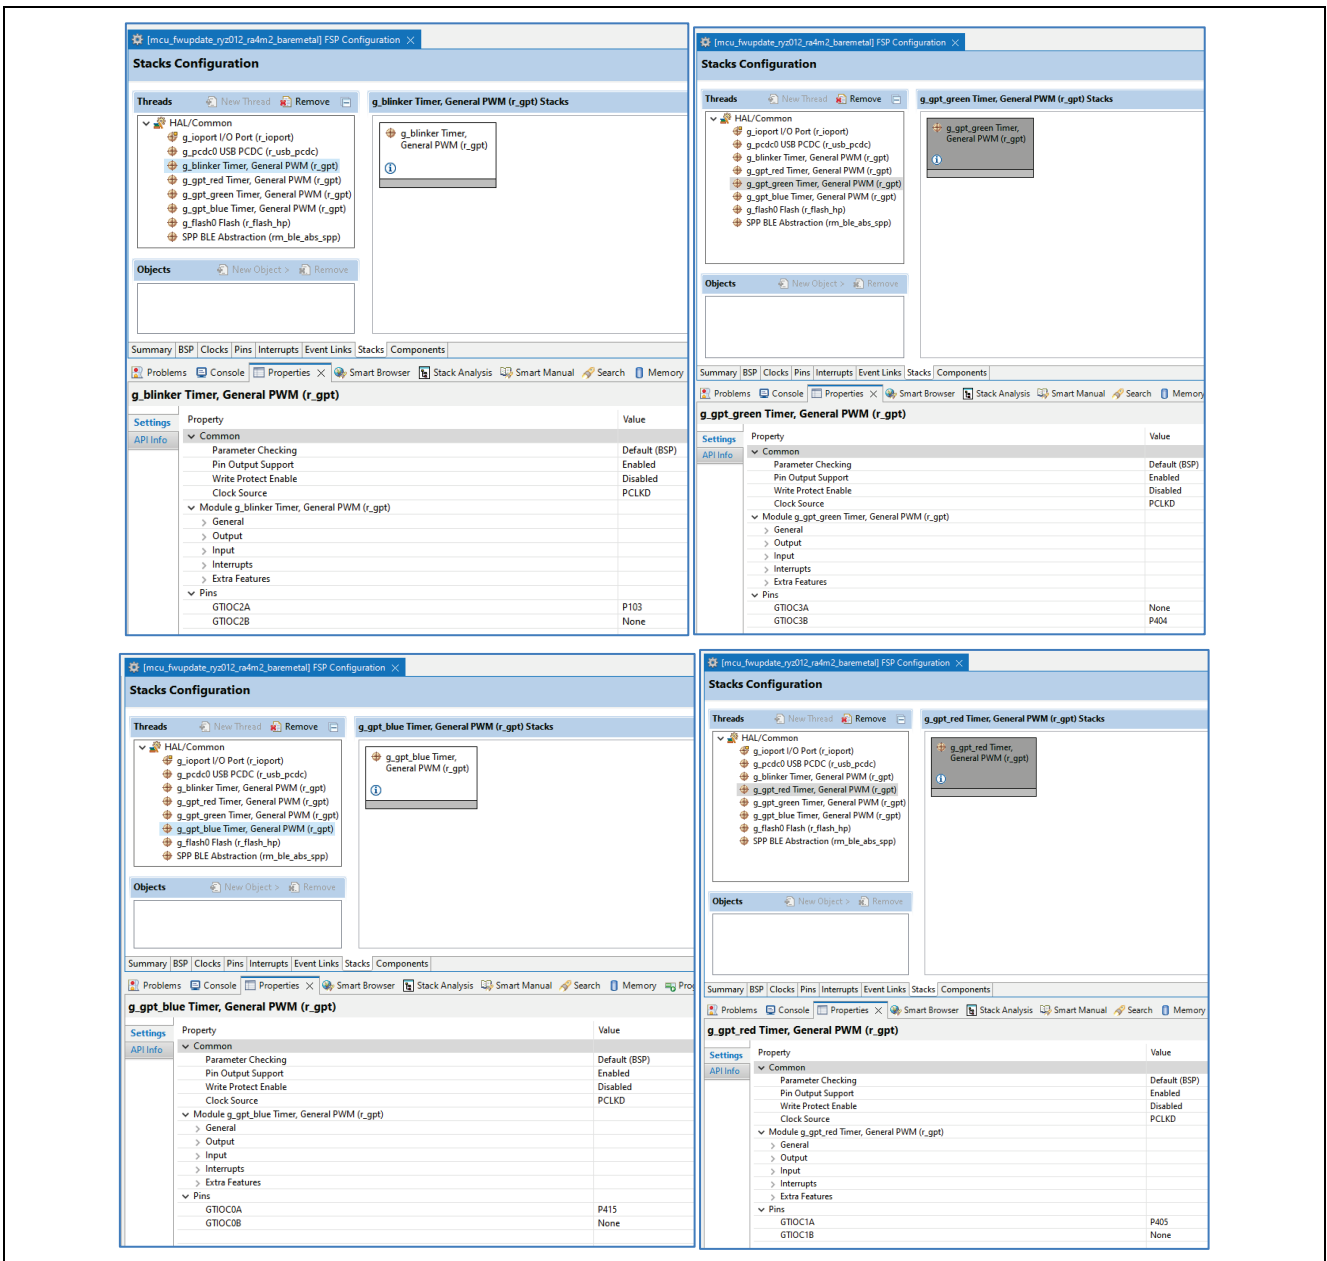 [mcu_fwupdate_ryz012_ra4m2_baremetal] FSP Configuration
Stacks Configuration
Threads New Thread Remove
HAL/Common
g_ioport I/O Port (r_ioport)
g_pcdc0 USB PCDC (r_usb_pcdc)
g_blinker Timer, General PWM (r_gpt)
g_gpt_red Timer, General PWM (r_gpt)
g_gpt_green Timer, General PWM (r_gpt)
g_gpt_blue Timer, General PWM (r_gpt)
g_flash0 Flash (r_flash_hp)
SPP BLE Abstraction (rm_ble_abs_spp)
g_blinker Timer, General PWM (r_gpt) Stacks
g_blinker Timer,
General PWM (r_gpt)
Objects New Object > Remove
Summary BSP Clocks Pins Interrupts Event Links Stacks Components
Problems Console Properties Smart Browser Stack Analysis Smart Manual Search Memory
g_blinker Timer, General PWM (r_gpt)
Settings
API Info
Property Value
Common
Parameter Checking Default (BSP)
Pin Output Support Enabled
Write Protect Enable Disabled
Clock Source PCLKD
Module g_blinker Timer, General PWM (r_gpt)
General
Output
Input
Interrupts
Extra Features
Pins
GTIOC2A P103
GTIOC2B None
[mcu_fwupdate_ryz012_ra4m2_baremetal] FSP Configuration
Stacks Configuration
Threads New Thread Remove
HAL/Common
g_ioport I/O Port (r_ioport)
g_pcdc0 USB PCDC (r_usb_pcdc)
g_blinker Timer, General PWM (r_gpt)
g_gpt_red Timer, General PWM (r_gpt)
g_gpt_green Timer, General PWM (r_gpt)
g_gpt_blue Timer, General PWM (r_gpt)
g_flash0 Flash (r_flash_hp)
SPP BLE Abstraction (rm_ble_abs_spp)
g_gpt_green Timer, General PWM (r_gpt) Stacks
g_gpt_green Timer,
General PWM (r_gpt)
Objects New Object > Remove
Summary BSP Clocks Pins Interrupts Event Links Stacks Components
Problems Console Properties Smart Browser Stack Analysis Smart Manual Search Memory
g_gpt_green Timer, General PWM (r_gpt)
Settings
API Info
Property Value
Common
Parameter Checking Default (BSP)
Pin Output Support Enabled
Write Protect Enable Disabled
Clock Source PCLKD
Module g_gpt_green Timer, General PWM (r_gpt)
General
Output
Input
Interrupts
Extra Features
Pins
GTIOC3A None
GTIOC3B P404
[mcu_fwupdate_ryz012_ra4m2_baremetal] FSP Configuration
Stacks Configuration
Threads New Thread Remove
HAL/Common
g_ioport I/O Port (r_ioport)
g_pcdc0 USB PCDC (r_usb_pcdc)
g_blinker Timer, General PWM (r_gpt)
g_gpt_red Timer, General PWM (r_gpt)
g_gpt_green Timer, General PWM (r_gpt)
g_gpt_blue Timer, General PWM (r_gpt)
g_flash0 Flash (r_flash_hp)
SPP BLE Abstraction (rm_ble_abs_spp)
g_gpt_blue Timer, General PWM (r_gpt) Stacks
g_gpt_blue Timer,
General PWM (r_gpt)
Objects New Object > Remove
Summary BSP Clocks Pins Interrupts Event Links Stacks Components
Problems Console Properties Smart Browser Stack Analysis Smart Manual Search Memory Prog
g_gpt_blue Timer, General PWM (r_gpt)
Settings
API Info
Property Value
Common
Parameter Checking Default (BSP)
Pin Output Support Enabled
Write Protect Enable Disabled
Clock Source PCLKD
Module g_gpt_blue Timer, General PWM (r_gpt)
General
Output
Input
Interrupts
Extra Features
Pins
GTIOC0A P415
GTIOC0B None
[mcu_fwupdate_ryz012_ra4m2_baremetal] FSP Configuration
Stacks Configuration
Threads New Thread Remove
HAL/Common
g_ioport I/O Port (r_ioport)
g_pcdc0 USB PCDC (r_usb_pcdc)
g_blinker Timer, General PWM (r_gpt)
g_gpt_red Timer, General PWM (r_gpt)
g_gpt_green Timer, General PWM (r_gpt)
g_gpt_blue Timer, General PWM (r_gpt)
g_flash0 Flash (r_flash_hp)
SPP BLE Abstraction (rm_ble_abs_spp)
g_gpt_red Timer, General PWM (r_gpt) Stacks
g_gpt_red Timer,
General PWM (r_gpt)
Objects New Object > Remove
Summary BSP Clocks Pins Interrupts Event Links Stacks Components
Problems Console Properties Smart Browser Stack Analysis Smart Manual Search Memory
g_gpt_red Timer, General PWM (r_gpt)
Settings
API Info
Property Value
Common
Parameter Checking Default (BSP)
Pin Output Support Enabled
Write Protect Enable Disabled
Clock Source PCLKD
Module g_gpt_red Timer, General PWM (r_gpt)
General
Output
Input
Interrupts
Extra Features
Pins
GTIOC1A P405
GTIOC1B None